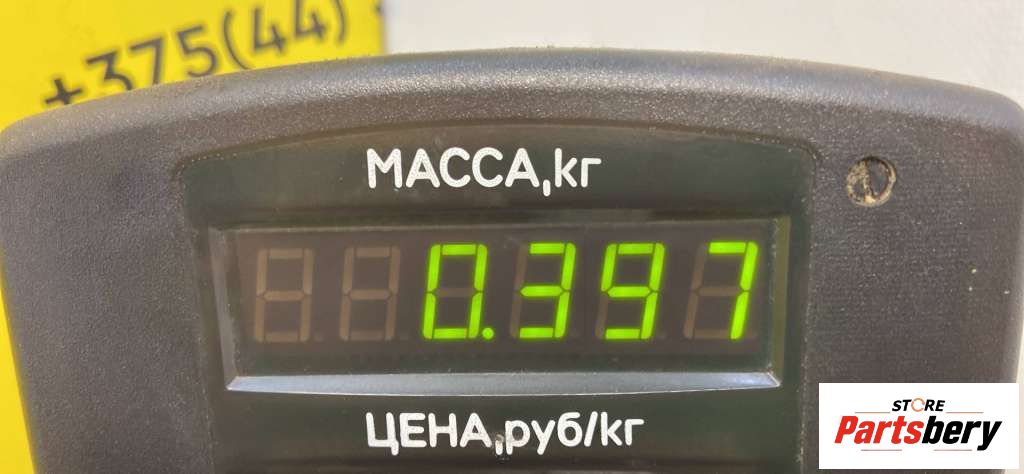 +375(44)
МАССА,кг
0.397
ЦЕНА,руб/кг
STORE
Partsbery